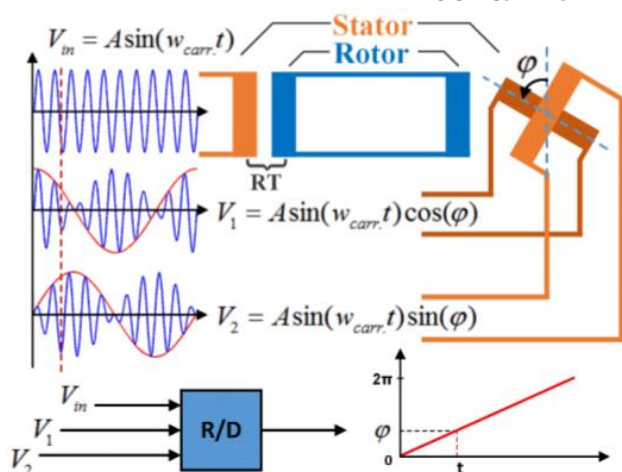 V_in = A sin(w_carr. t)
Stator
Rotor
φ
RT
V_1 = A sin(w_carr. t) cos(φ)
V_2 = A sin(w_carr. t) sin(φ)
V_in
V_1
V_2
R/D
2π
φ
0
t